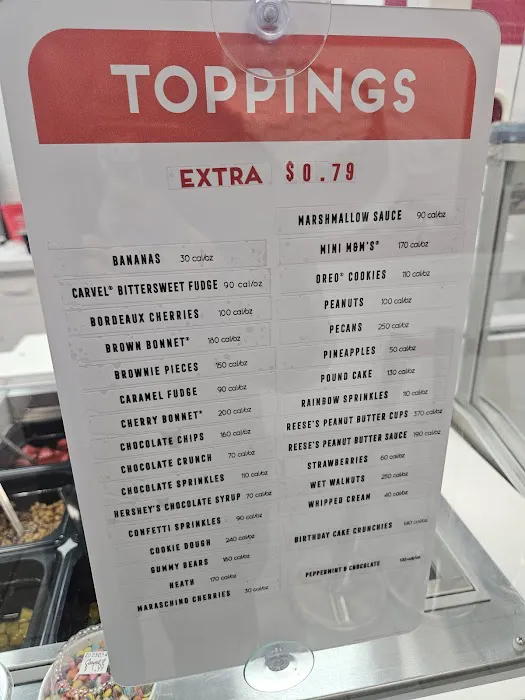 TOPPINGS
EXTRA $0.79
BANANAS 30 cal/oz
CARVEL® BITTERSWEET FUDGE 90 cal/oz
BORDEAUX CHERRIES 100 cal/oz
BROWN BONNET® 180 cal/oz
BROWNIE PIECES 150 cal/oz
CARAMEL FUDGE 90 cal/oz
CHERRY BONNET® 200 cal/oz
CHOCOLATE CHIPS 160 cal/oz
CHOCOLATE CRUNCH 70 cal/oz
CHOCOLATE SPRINKLES 110 cal/oz
HERSHEY'S CHOCOLATE SYRUP 70 cal/oz
CONFETTI SPRINKLES 90 cal/oz
COOKIE DOUGH 240 cal/oz
GUMMY BEARS 180 cal/oz
HEATH 170 cal/oz
MARASCHINO CHERRIES 30 cal/oz
MARSHMALLOW SAUCE 90 cal/oz
MINI M&M'S® 170 cal/oz
OREO® COOKIES 110 cal/oz
PEANUTS 100 cal/oz
PECANS 250 cal/oz
PINEAPPLES 50 cal/oz
POUND CAKE 130 cal/oz
RAINBOW SPRINKLES 110 cal/oz
REESE'S PEANUT BUTTER CUPS 370 cal/oz
REESE'S PEANUT BUTTER SAUCE 190 cal/oz
STRAWBERRIES 60 cal/oz
WET WALNUTS 250 cal/oz
WHIPPED CREAM 40 cal/oz
BIRTHDAY CAKE CRUNCHIES cal/oz
PEPPERMINT & CHOCOLATE cal/oz